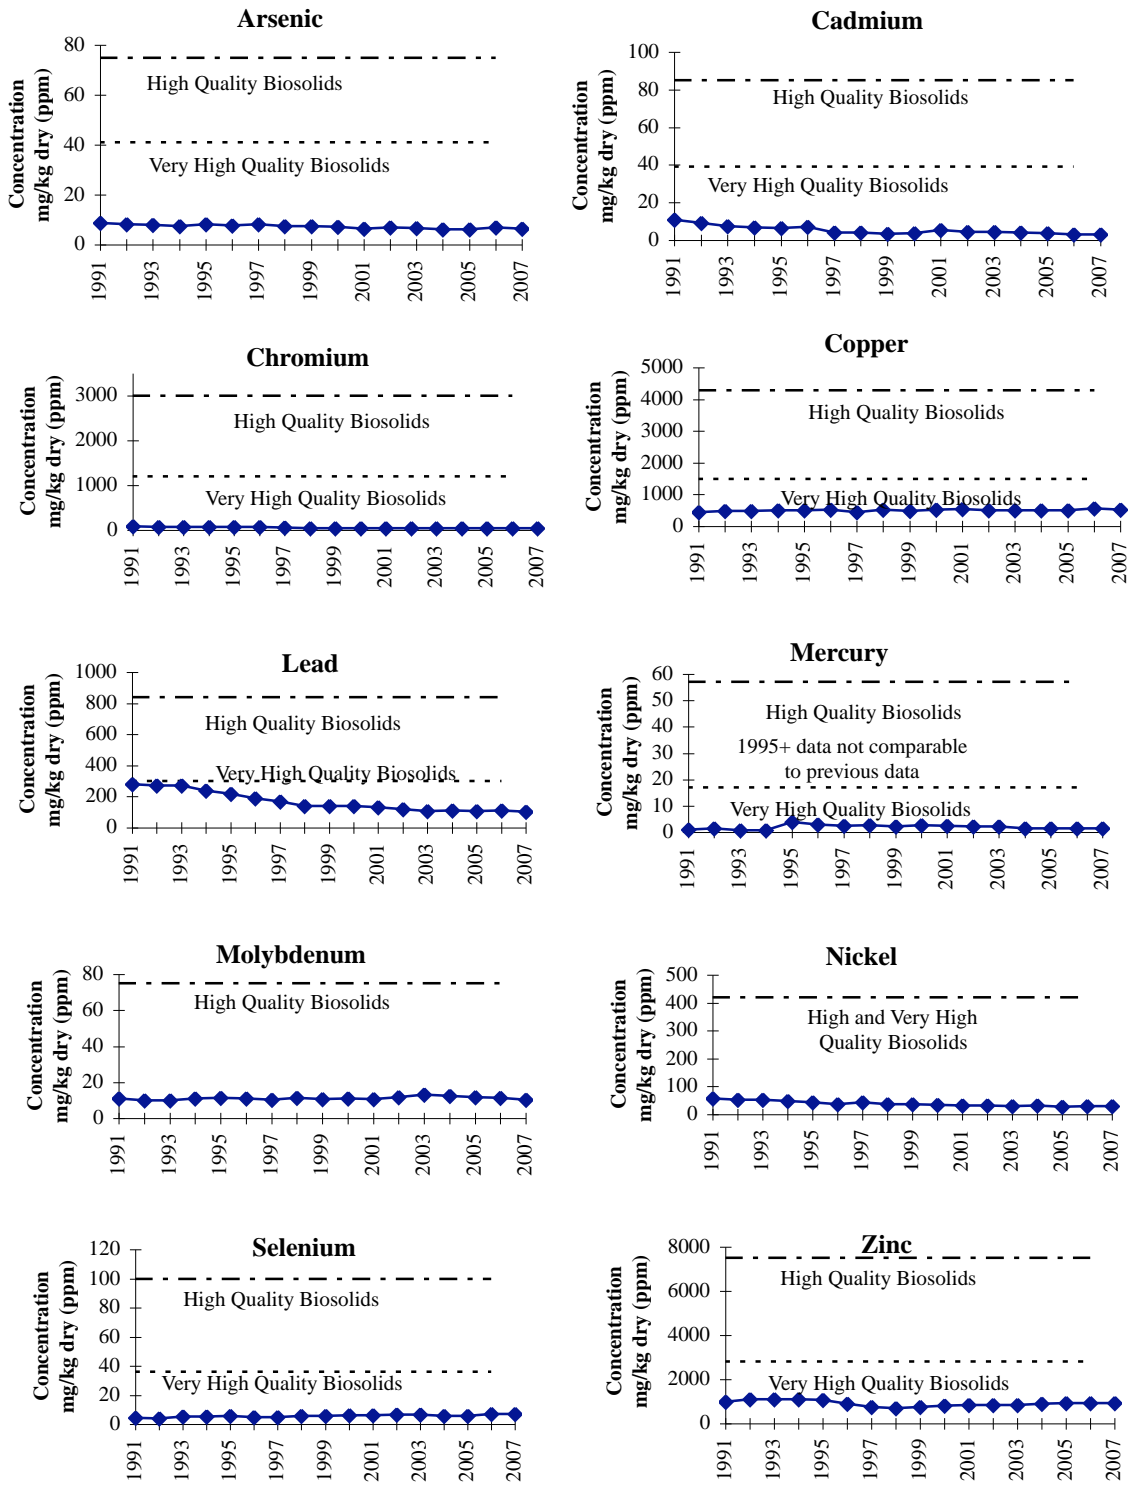 Arsenic
Concentration
mg/kg dry (ppm)
80
60
40
20
0
High Quality Biosolids
Very High Quality Biosolids
1991
1993
1995
1997
1999
2001
2003
2005
2007
Cadmium
Concentration
mg/kg dry (ppm)
100
80
60
40
20
0
High Quality Biosolids
Very High Quality Biosolids
1991
1993
1995
1997
1999
2001
2003
2005
2007
Chromium
Concentration
mg/kg dry (ppm)
3000
2000
1000
0
High Quality Biosolids
Very High Quality Biosolids
1991
1993
1995
1997
1999
2001
2003
2005
2007
Copper
Concentration
mg/kg dry (ppm)
5000
4000
3000
2000
1000
0
High Quality Biosolids
Very High Quality Biosolids
1991
1993
1995
1997
1999
2001
2003
2005
2007
Lead
Concentration
mg/kg dry (ppm)
1000
800
600
400
200
0
High Quality Biosolids
Very High Quality Biosolids
1991
1993
1995
1997
1999
2001
2003
2005
2007
Mercury
Concentration
mg/kg dry (ppm)
60
50
40
30
20
10
0
High Quality Biosolids
1995+ data not comparable
to previous data
Very High Quality Biosolids
1991
1993
1995
1997
1999
2001
2003
2005
2007
Molybdenum
Concentration
mg/kg dry (ppm)
80
60
40
20
0
High Quality Biosolids
1991
1993
1995
1997
1999
2001
2003
2005
2007
Nickel
Concentration
mg/kg dry (ppm)
500
400
300
200
100
0
High and Very High
Quality Biosolids
1991
1993
1995
1997
1999
2001
2003
2005
2007
Selenium
Concentration
mg/kg dry (ppm)
120
100
80
60
40
20
0
High Quality Biosolids
Very High Quality Biosolids
1991
1993
1995
1997
1999
2001
2003
2005
2007
Zinc
Concentration
mg/kg dry (ppm)
8000
6000
4000
2000
0
High Quality Biosolids
Very High Quality Biosolids
1991
1993
1995
1997
1999
2001
2003
2005
2007